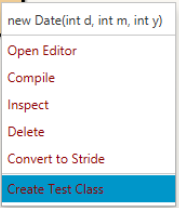 new Date(int d, int m, int y)
Open Editor
Compile
Inspect
Delete
Convert to Stride
Create Test Class